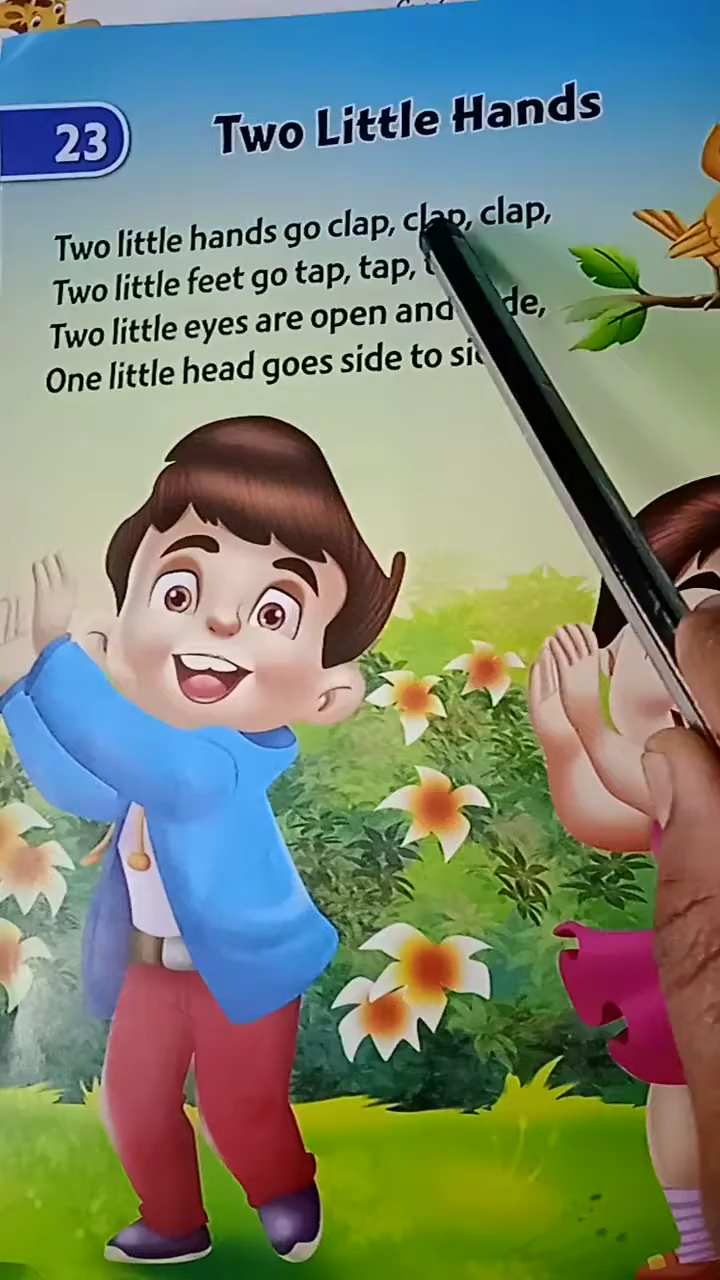 23
Two Little Hands
Two little hands go clap, clap, clap,
Two little feet go tap, tap,
Two little eyes are open and
One little head goes side to